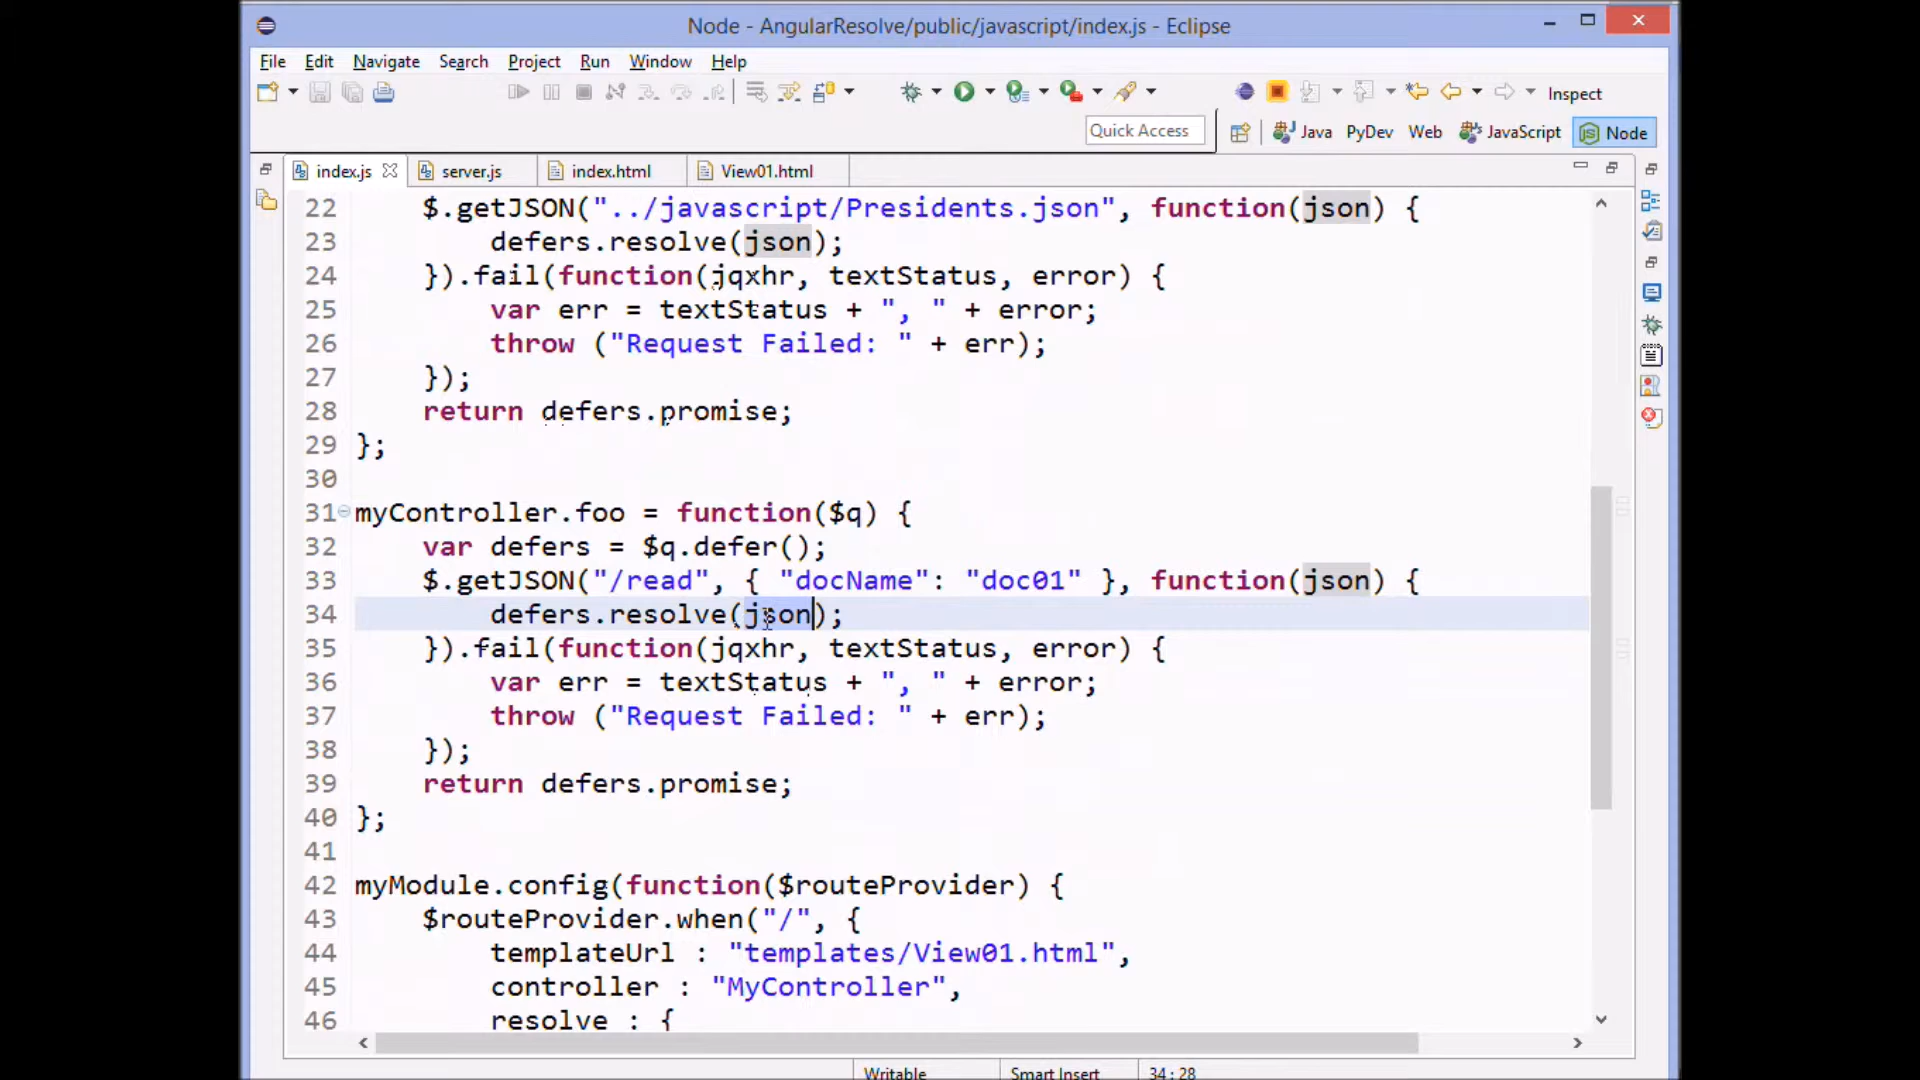 Node - AngularResolve/public/javascript/index.js - Eclipse
File Edit Navigate Search Project Run Window Help
Inspect
Quick Access Java PyDev Web JavaScript Node
index.js server.js index.html View01.html
22 $.getJSON("../javascript/Presidents.json", function(json) {
23 defers.resolve(json);
24 }).fail(function(jqxhr, textStatus, error) {
25 var err = textStatus + ", " + error;
26 throw ("Request Failed: " + err);
27 });
28 return defers.promise;
29 };
30
31 myController.foo = function($q) {
32 var defers = $q.defer();
33 $.getJSON("/read", { "docName": "doc01" }, function(json) {
34 defers.resolve(json);
35 }).fail(function(jqxhr, textStatus, error) {
36 var err = textStatus + ", " + error;
37 throw ("Request Failed: " + err);
38 });
39 return defers.promise;
40 };
41
42 myModule.config(function($routeProvider) {
43 $routeProvider.when("/", {
44 templateUrl : "templates/View01.html",
45 controller : "MyController",
46 resolve : {
Writable Smart Insert 34 : 28